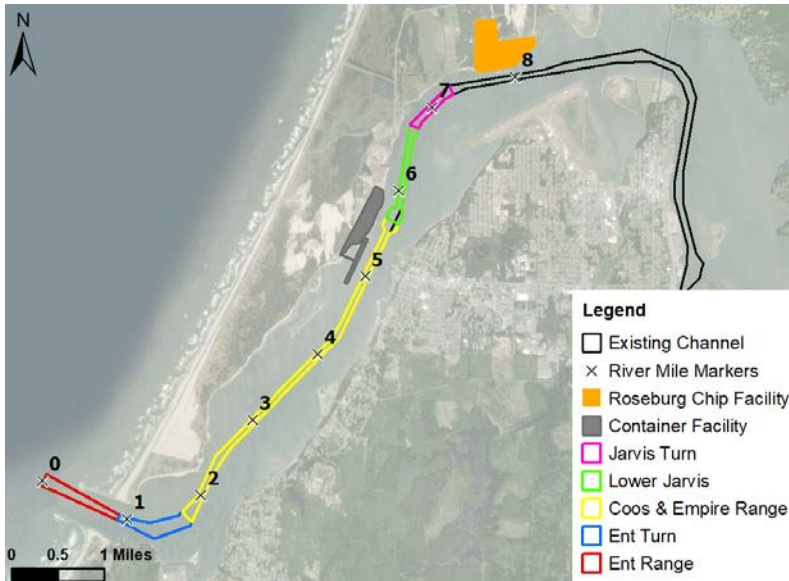 N
8
7
6
5
4
3
2
0
1
0 0.5 1 Miles
Legend
Existing Channel
River Mile Markers
Roseburg Chip Facility
Container Facility
Jarvis Turn
Lower Jarvis
Coos & Empire Range
Ent Turn
Ent Range